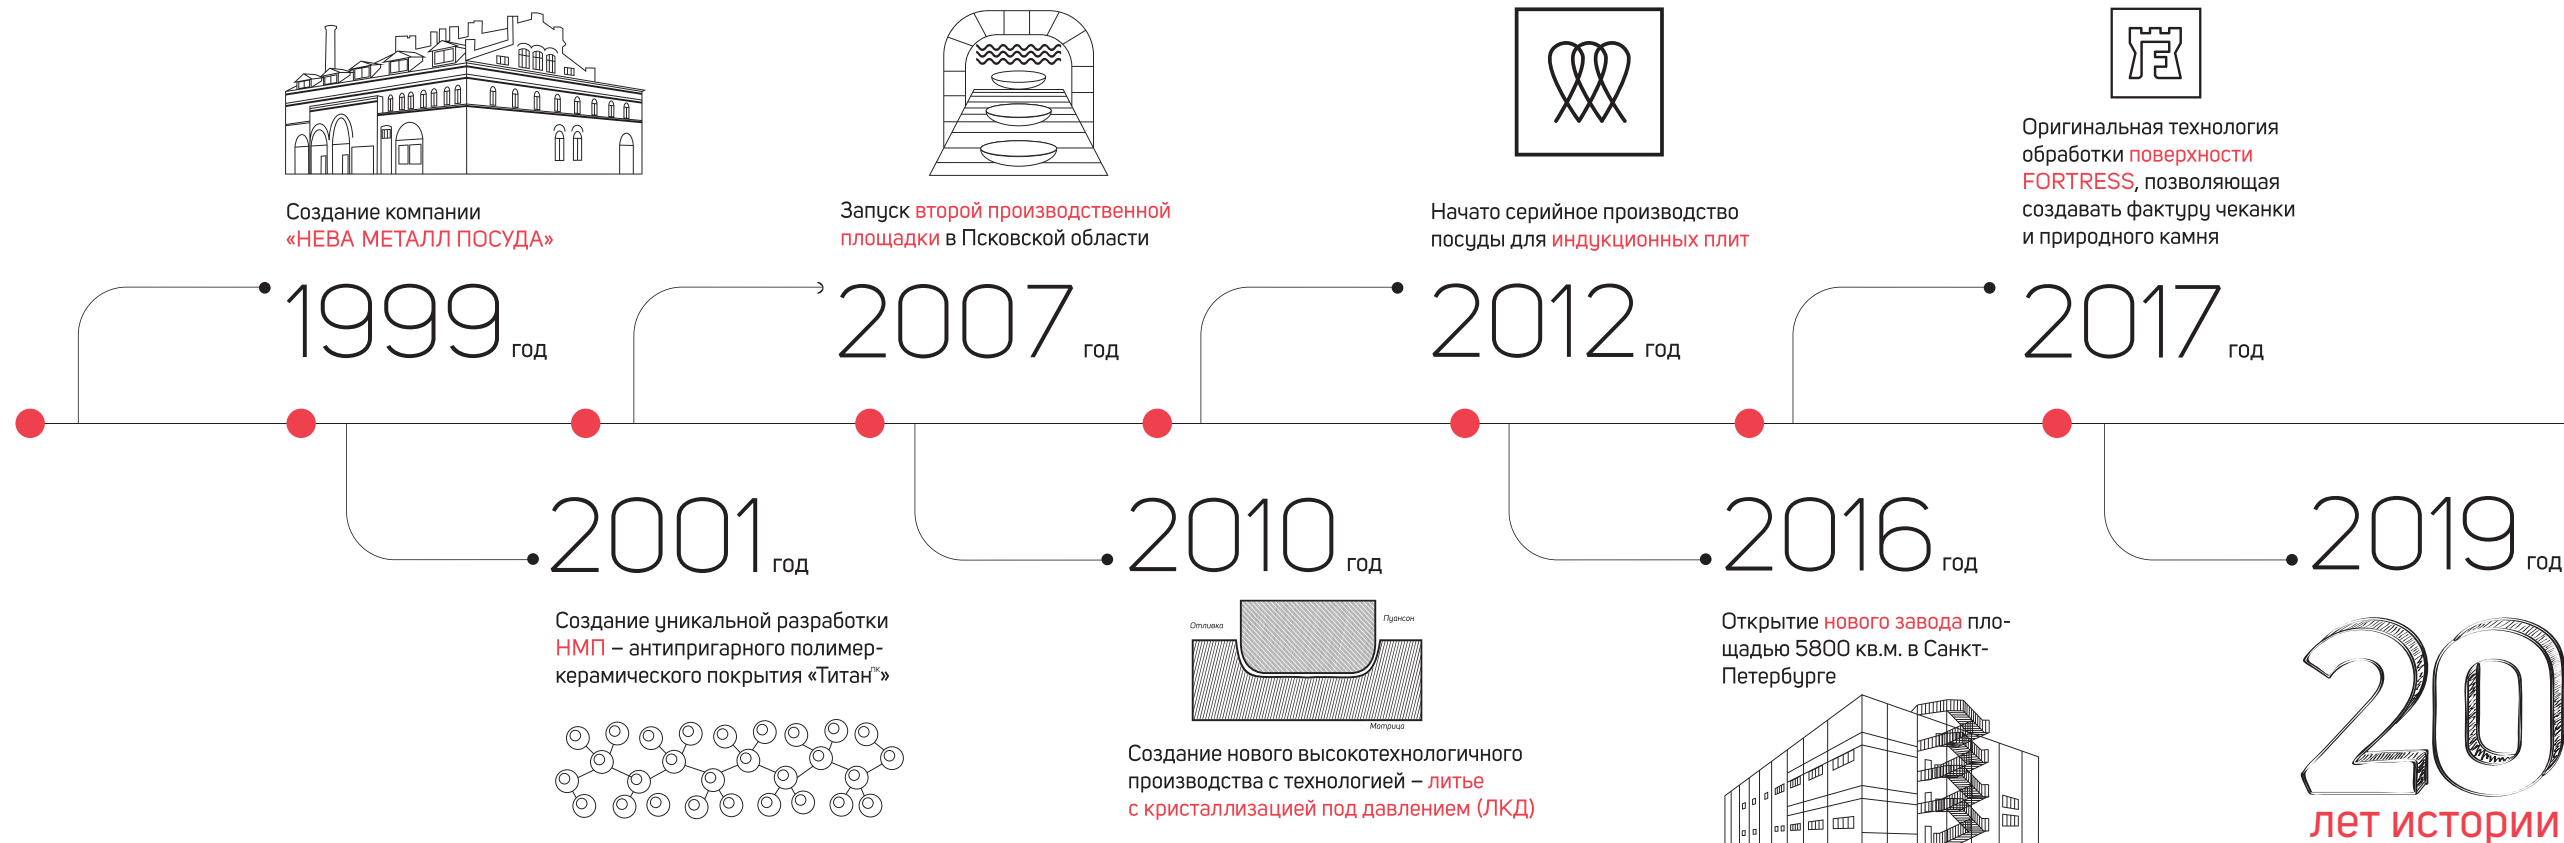 Создание компании
«НЕВА МЕТАЛЛ ПОСУДА»
1999 год
Запуск второй производственной
площадки в Псковской области
2007 год
Начато серийное производство
посуды для индукционных плит
2012 год
Оригинальная технология
обработки поверхности
FORTRESS, позволяющая
создавать фактуру чеканки
и природного камня
2017 год
2001 год
Создание уникальной разработки
НМП – антипригарного полимер-
керамического покрытия «Титанпк»
2010 год
Отливка
Пуансон
Матрица
Создание нового высокотехнологичного
производства с технологией – литье
с кристаллизацией под давлением (ЛКД)
2016 год
Открытие нового завода пло-
щадью 5800 кв.м. в Санкт-
Петербурге
2019 год
20
лет истории